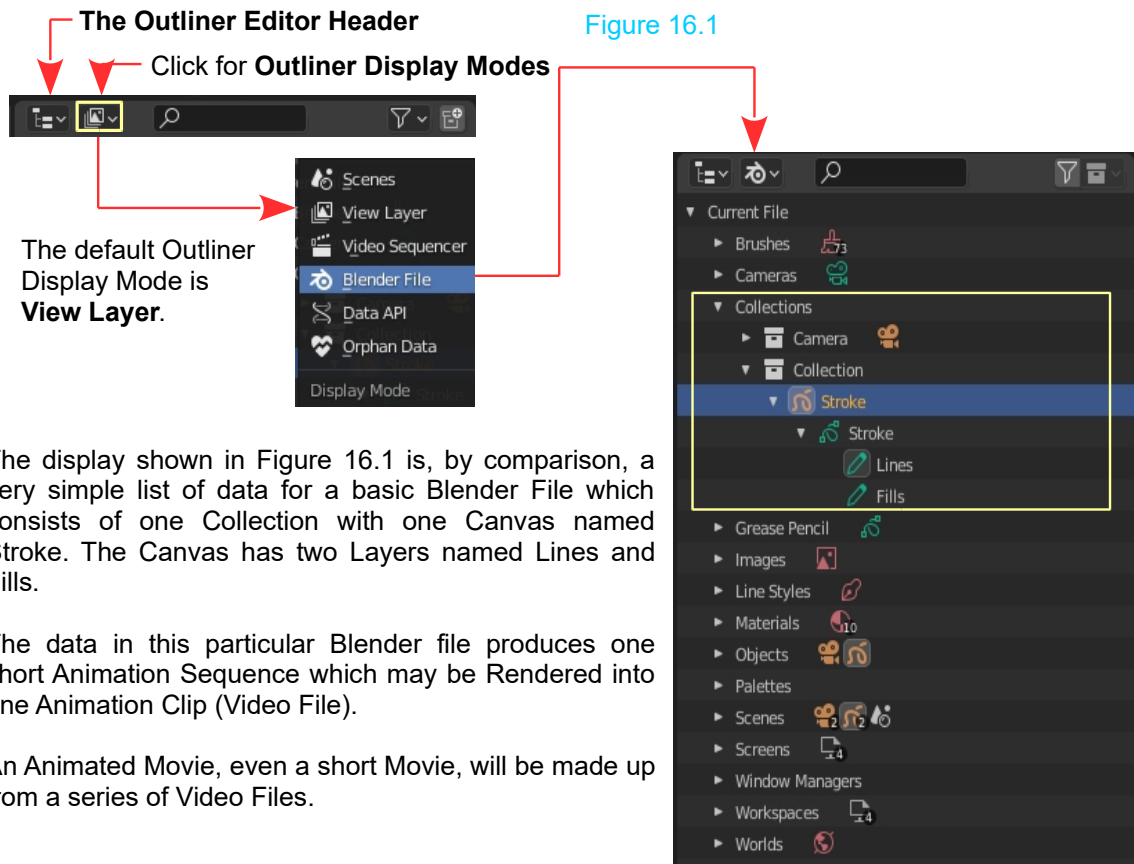 The Outliner Editor Header
Figure 16.1
Click for Outliner Display Modes
Scenes
View Layer
Video Sequencer
Blender File
Data API
Orphan Data
Display Mode
The default Outliner
Display Mode is
View Layer.
he display shown in Figure 16.1 is, by comparison, a
ery simple list of data for a basic Blender File which
onsists of one Collection with one Canvas named
troke. The Canvas has two Layers named Lines and
ills.
he data in this particular Blender file produces one
hort Animation Sequence which may be Rendered into
ne Animation Clip (Video File).
n Animated Movie, even a short Movie, will be made up
rom a series of Video Files.
Current File
Brushes 73
Cameras
Collections
Camera
Collection
Stroke
Stroke
Lines
Fills
Grease Pencil
Images
Line Styles
Materials 10
Objects
Palettes
Scenes 2 2
Screens 4
Window Managers
Workspaces 4
Worlds